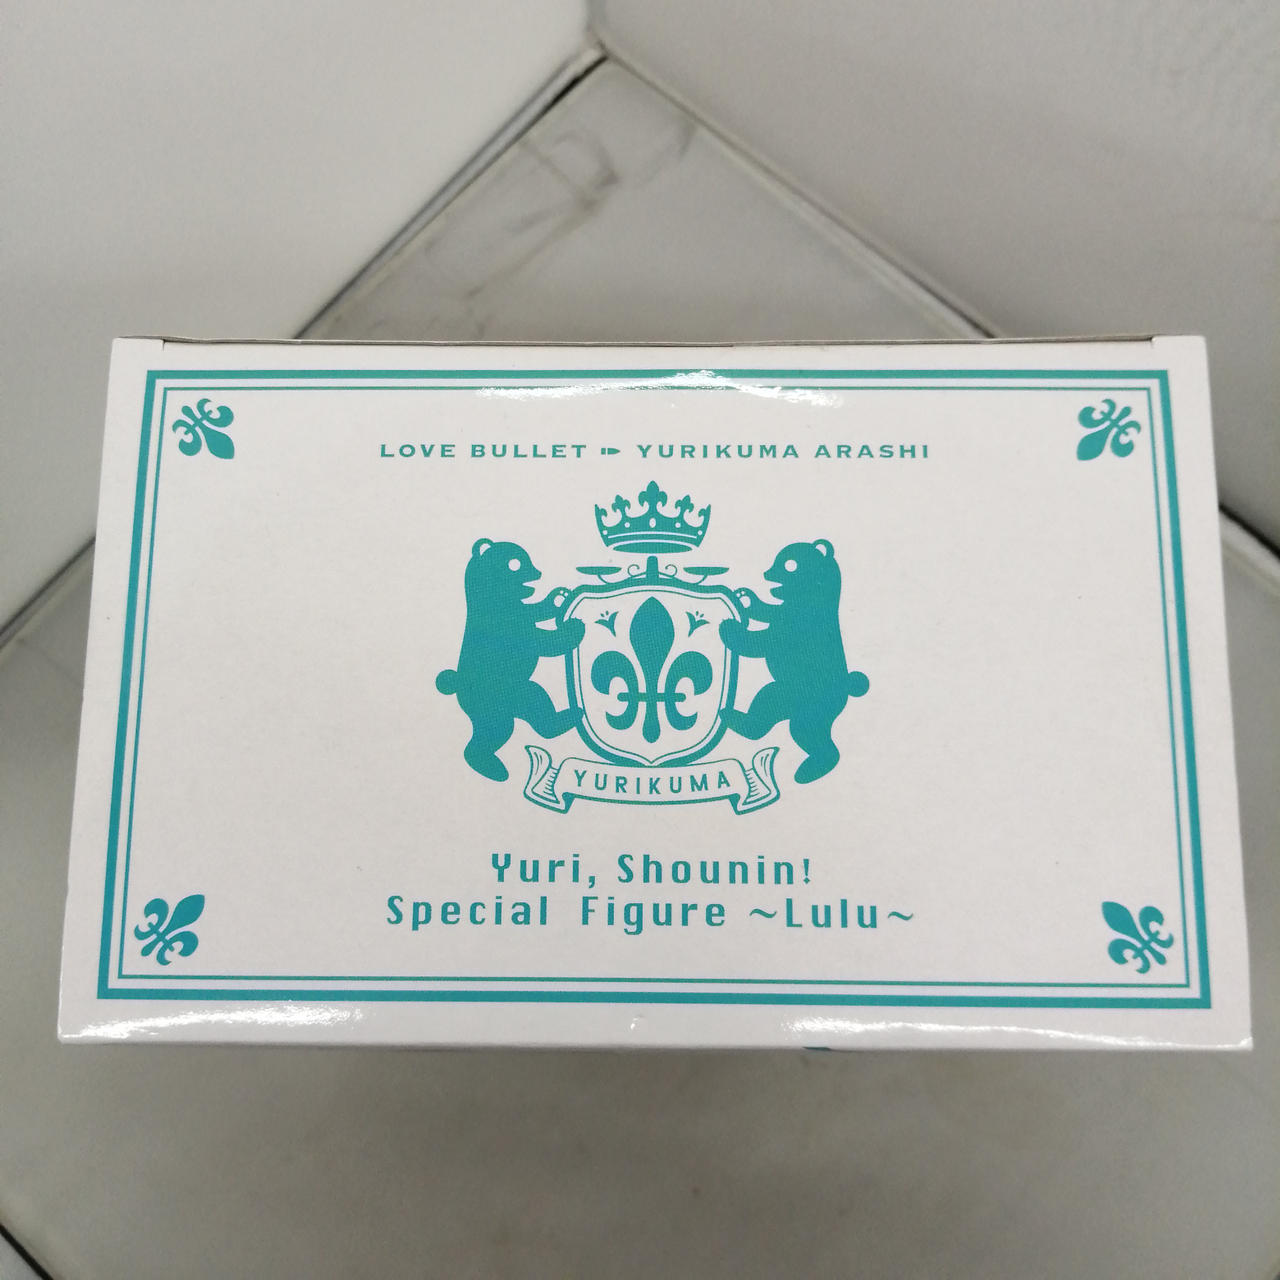 LOVE BULLET YURIKUMA ARASHI
YURIKUMA
Yuri, Shounin!
Special Figure ~Lulu~